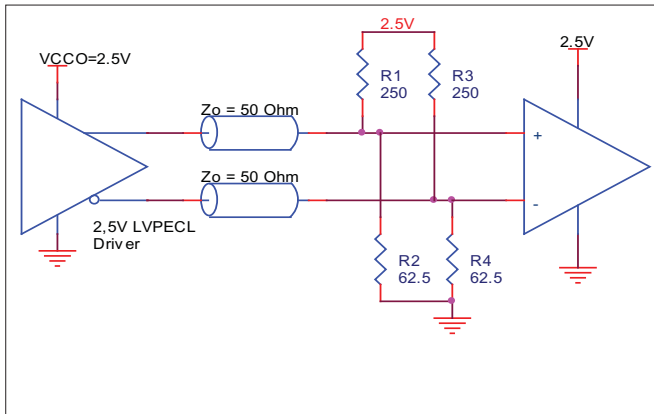 VCCO=2.5V
2.5V
2.5V
R1
250
R3
250
Zo = 50 Ohm
+
Zo = 50 Ohm
-
2,5V LVPECL
Driver
R2
62.5
R4
62.5